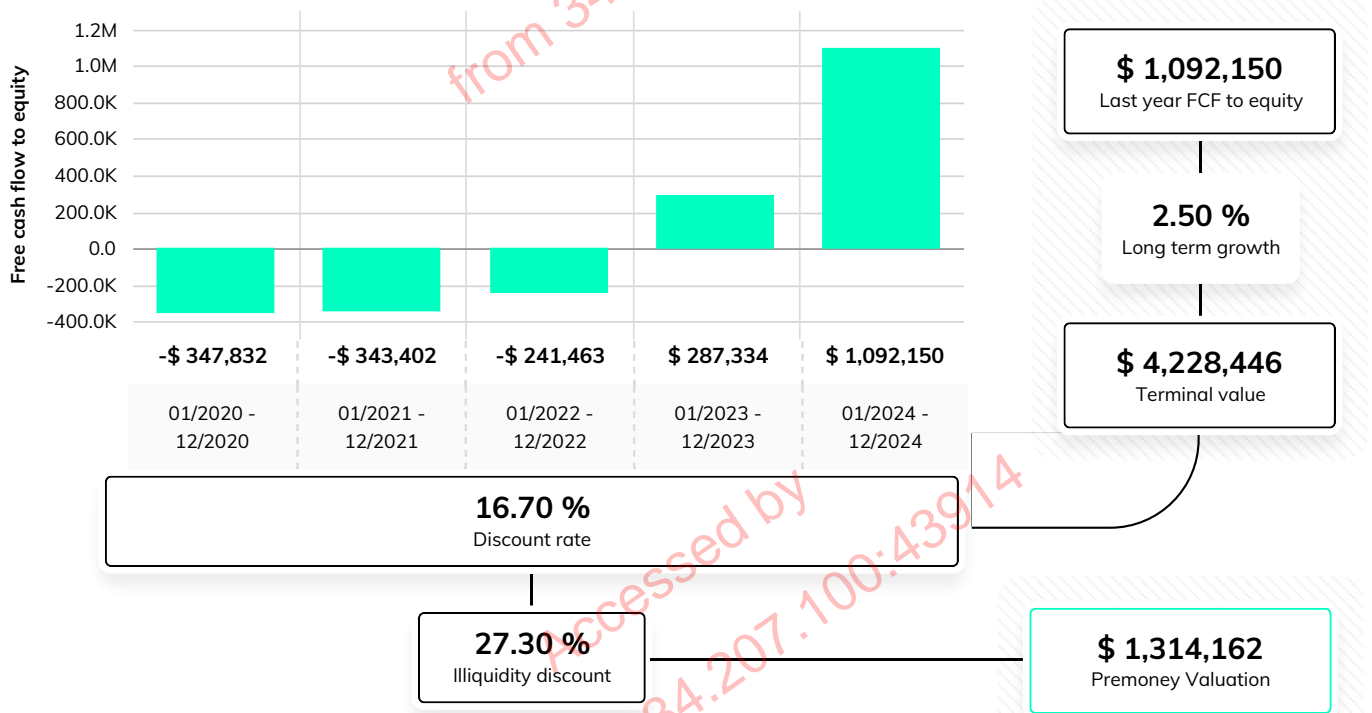 Free cash flow to equity
1.2M
1.0M
800.0K
600.0K
400.0K
200.0K
0.0
-200.0K
-400.0K
-$ 347,832
-$ 343,402
-$ 241,463
$ 287,334
$ 1,092,150
01/2020 -
12/2020
01/2021 -
12/2021
01/2022 -
12/2022
01/2023 -
12/2023
01/2024 -
12/2024
$ 1,092,150
Last year FCF to equity
2.50 %
Long term growth
$ 4,228,446
Terminal value
16.70 %
Discount rate
27.30 %
Illiquidity discount
$ 1,314,162
Premoney Valuation
from 34
Accessed by
34.207.100:43914